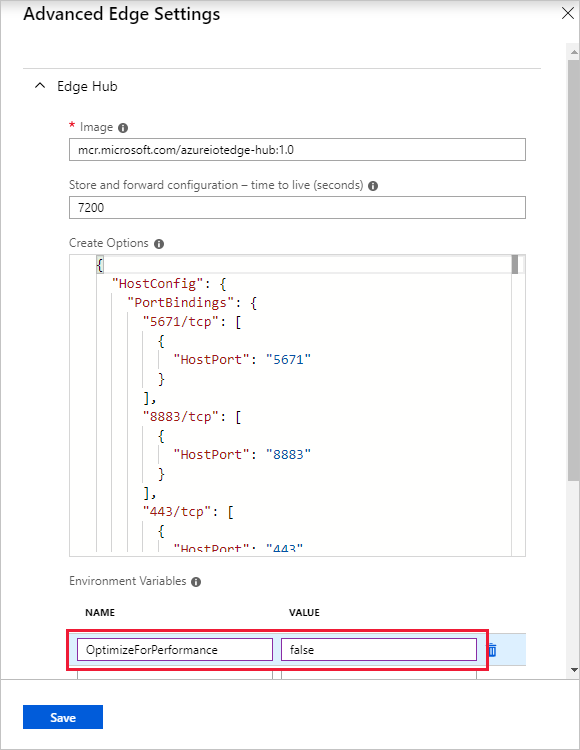 Advanced Edge Settings
Edge Hub
* Image
mcr.microsoft.com/azureiotedge-hub:1.0
Store and forward configuration – time to live (seconds)
7200
Create Options
{
"HostConfig": {
"PortBindings": {
"5671/tcp": [
{
"HostPort": "5671"
}
],
"8883/tcp": [
{
"HostPort": "8883"
}
],
"443/tcp": [
{
"HostPort": "443"
Environment Variables
NAME VALUE
OptimizeForPerformance false
Save